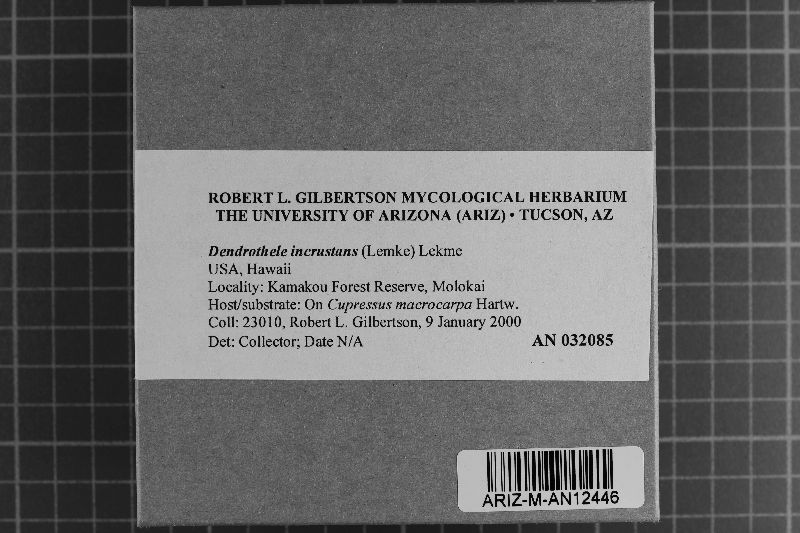 ROBERT L. GILBERTSON MYCOLOGICAL HERBARIUM
THE UNIVERSITY OF ARIZONA (ARIZ) • TUCSON, AZ
Dendrothele incrustans (Lemke) Lekme
USA, Hawaii
Locality: Kamakou Forest Reserve, Molokai
Host/substrate: On Cupressus macrocarpa Hartw.
Coll: 23010, Robert L. Gilbertson, 9 January 2000
Det: Collector; Date N/A AN 032085
ARIZ-M-AN12446